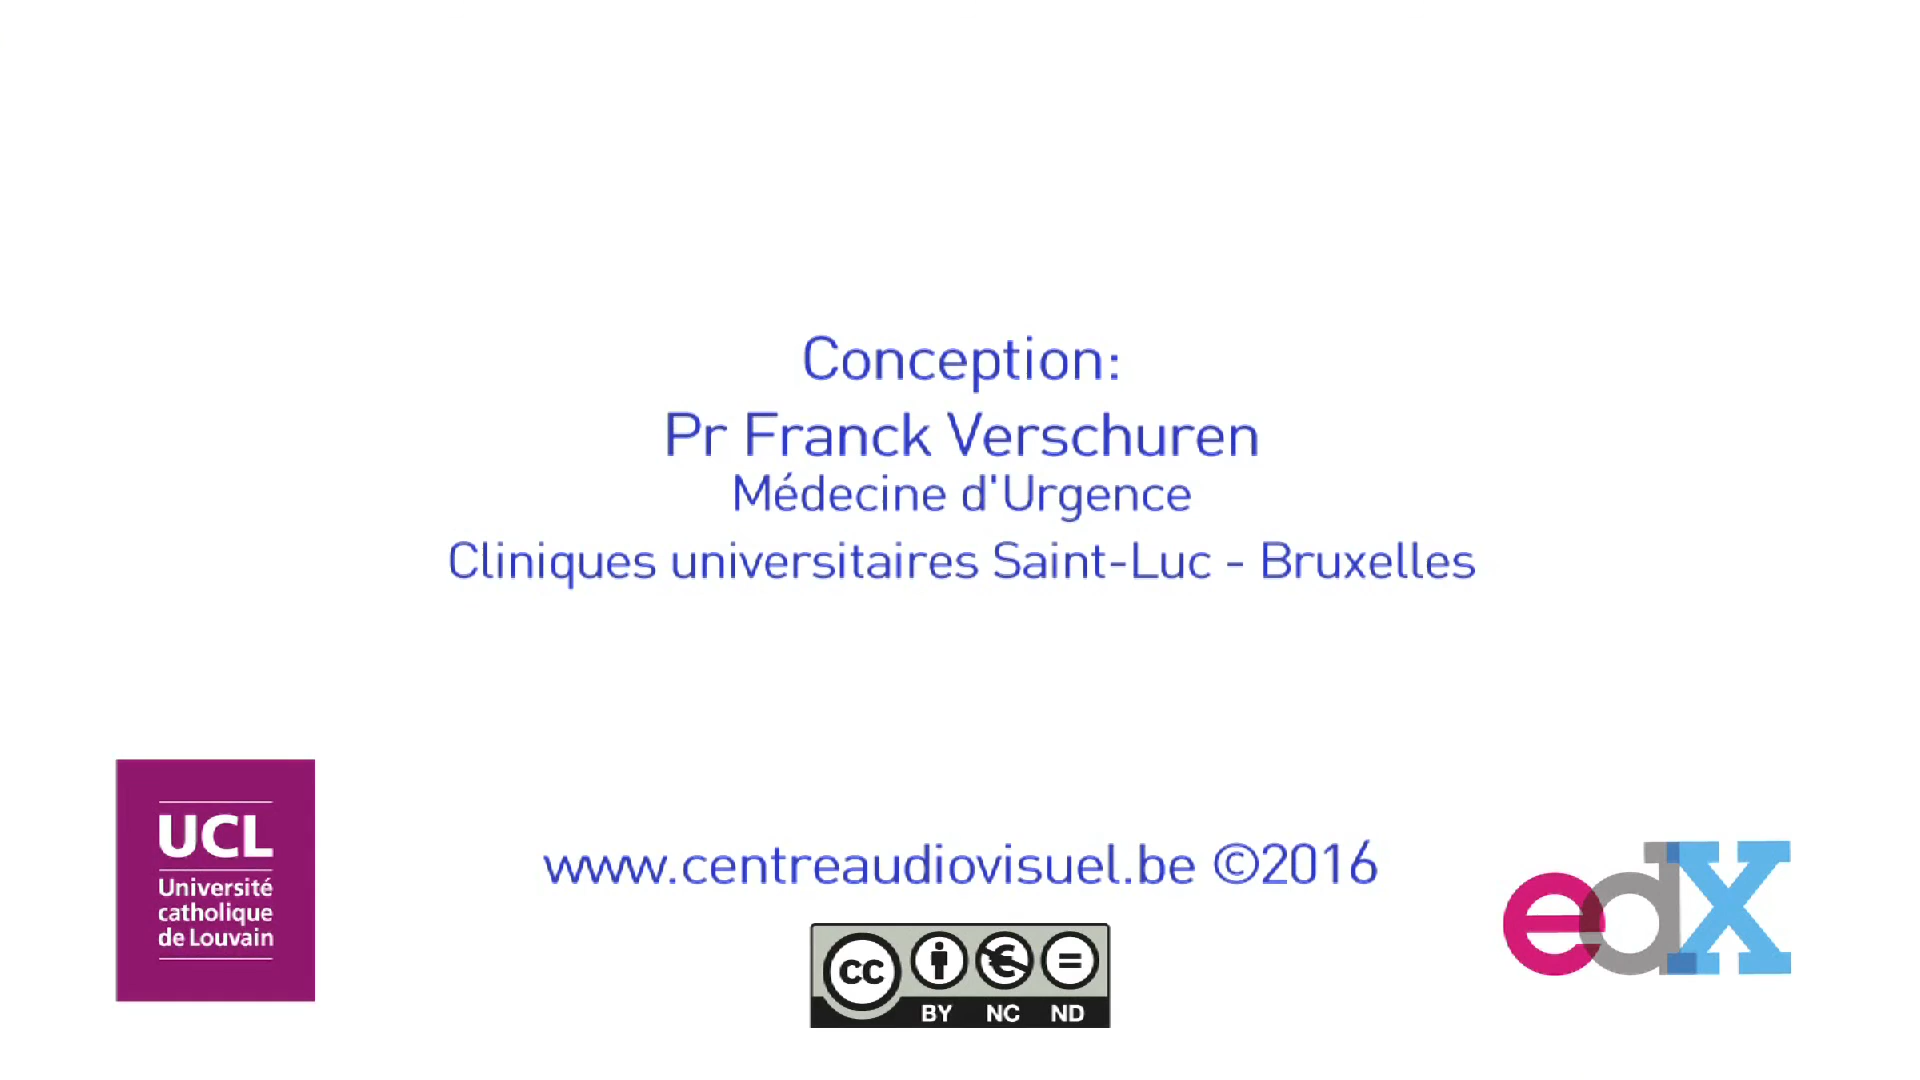 Conception:
Pr Franck Verschuren
Médecine d'Urgence
Cliniques universitaires Saint-Luc - Bruxelles
UCL
Université
catholique
de Louvain
www.centreaudiovisuel.be ©2016
cc
BY NC ND
edX